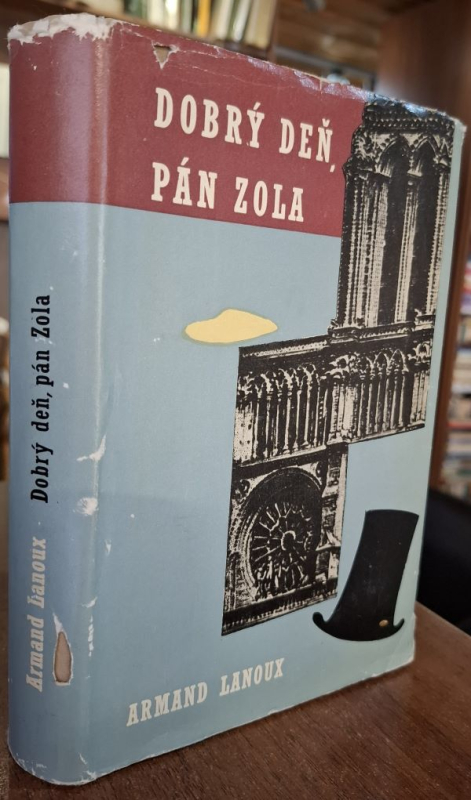 DOBRÝ DEŇ,
PÁN ZOLA
ARMAND LANOUX
Armand Lanoux Dobrý deň, pán Zola